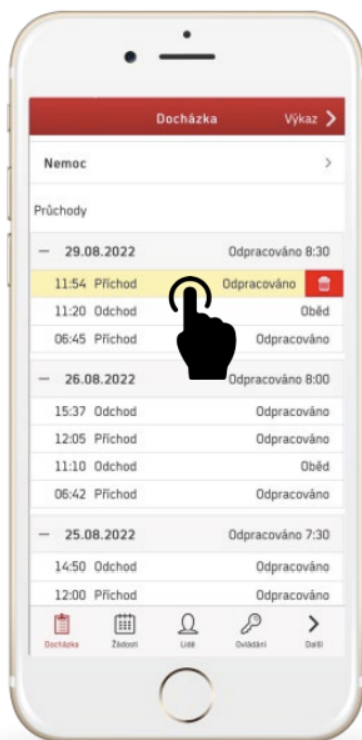 Docházka Výkaz
Nemoc
Průchody
29.08.2022 Odpracováno 8:30
11:54 Příchod Odpracováno
11:20 Odchod Oběd
06:45 Příchod Odpracováno
26.08.2022 Odpracováno 8:00
15:37 Odchod Odpracováno
12:05 Příchod Odpracováno
11:10 Odchod Oběd
06:42 Příchod Odpracováno
25.08.2022 Odpracováno 7:30
14:50 Odchod Odpracováno
12:00 Příchod Odpracováno
Docházka Žádosti Lidé Ovládání Další